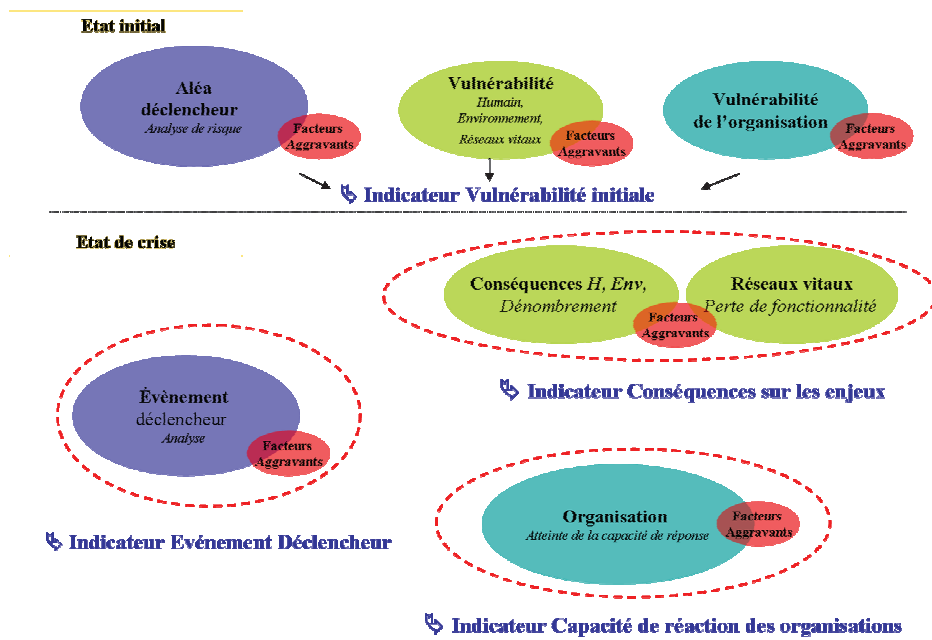 Etat initial
Aléa
déclencheur
Analyse de risque
Facteurs
Aggravants
Vulnérabilité
Humain,
Environnement,
Réseaux vitaux
Facteurs
Aggravants
Vulnérabilité
de l'organisation
Facteurs
Aggravants
Indicateur Vulnérabilité initiale
Etat de crise
Conséquences H, Env,
Dénombrement
Facteurs
Aggravants
Réseaux vitaux
Perte de fonctionnalité
Indicateur Conséquences sur les enjeux
Évènement
déclencheur
Analyse
Facteurs
Aggravants
Indicateur Evénement Déclencheur
Organisation
Atteinte de la capacité de réponse
Facteurs
Aggravants
Indicateur Capacité de réaction des organisations